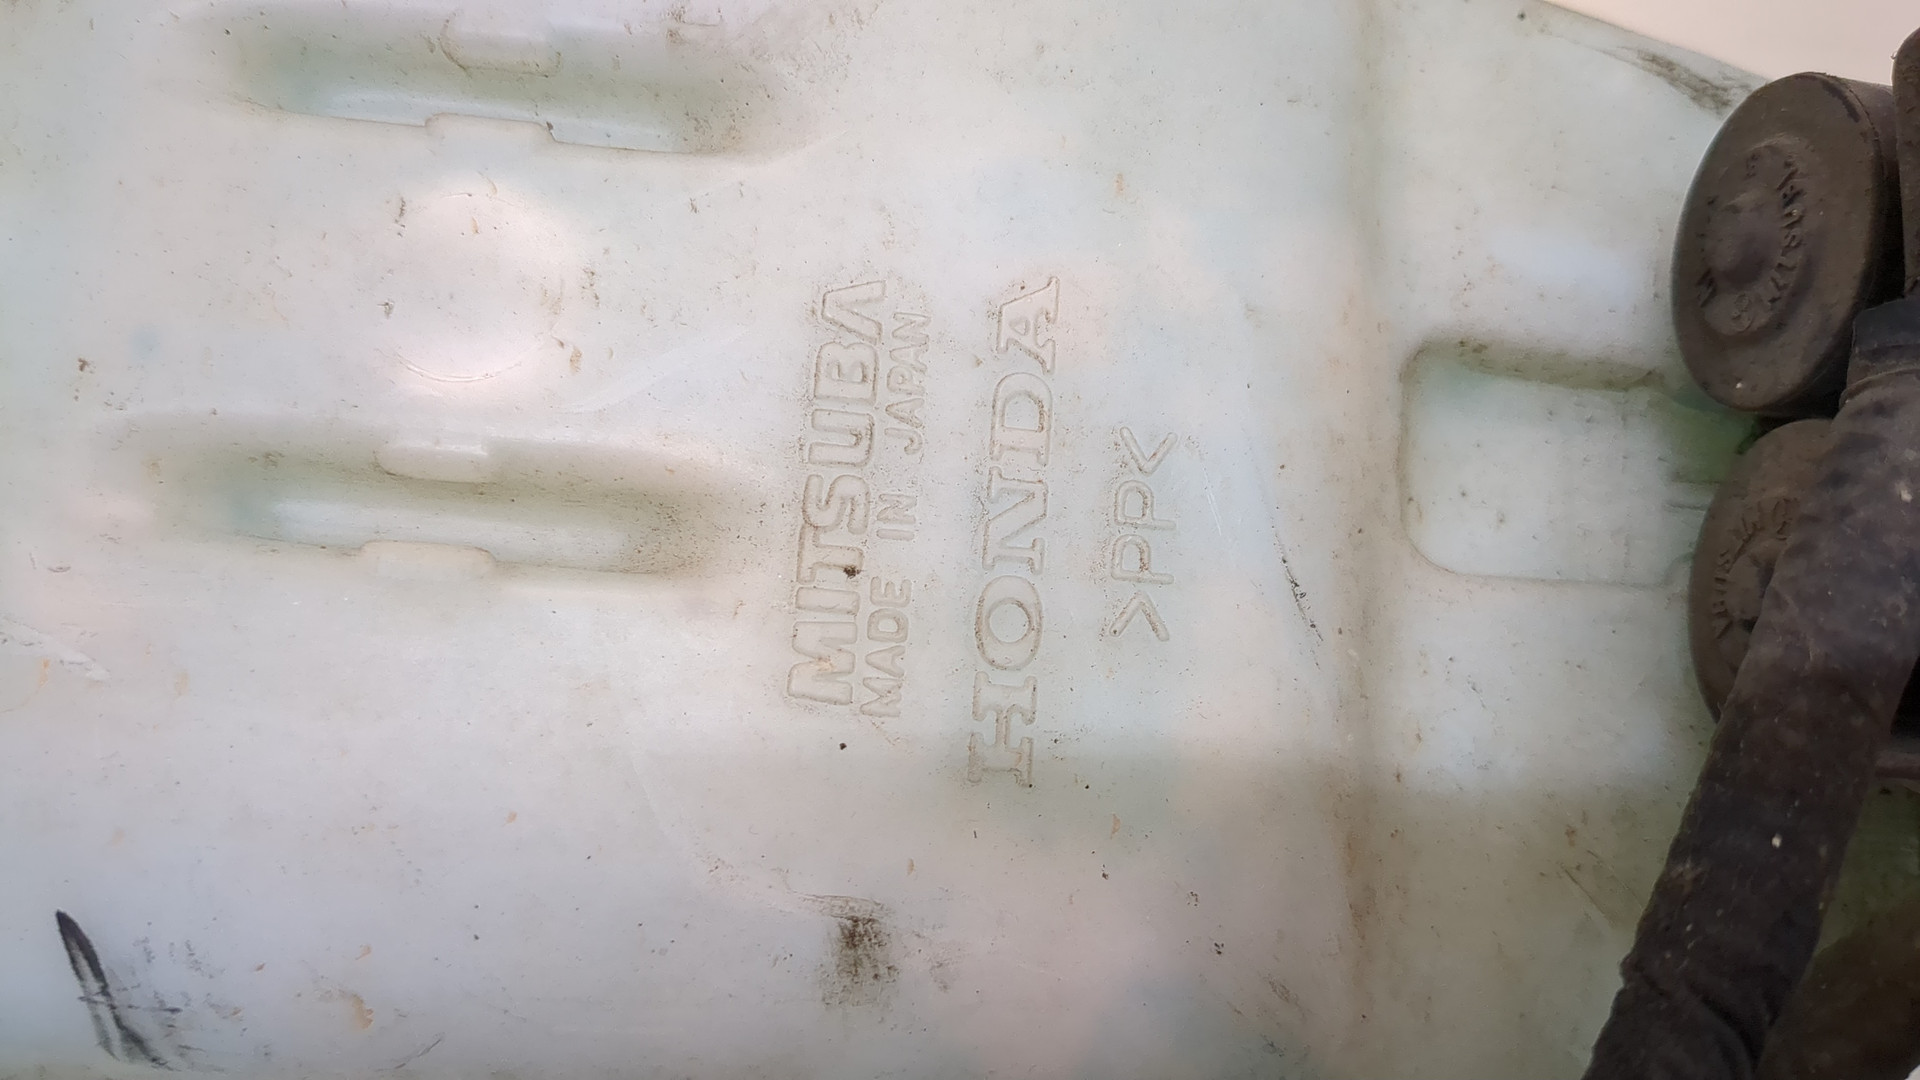 MITSUBA
MADE IN JAPAN
HONDA
>PP<